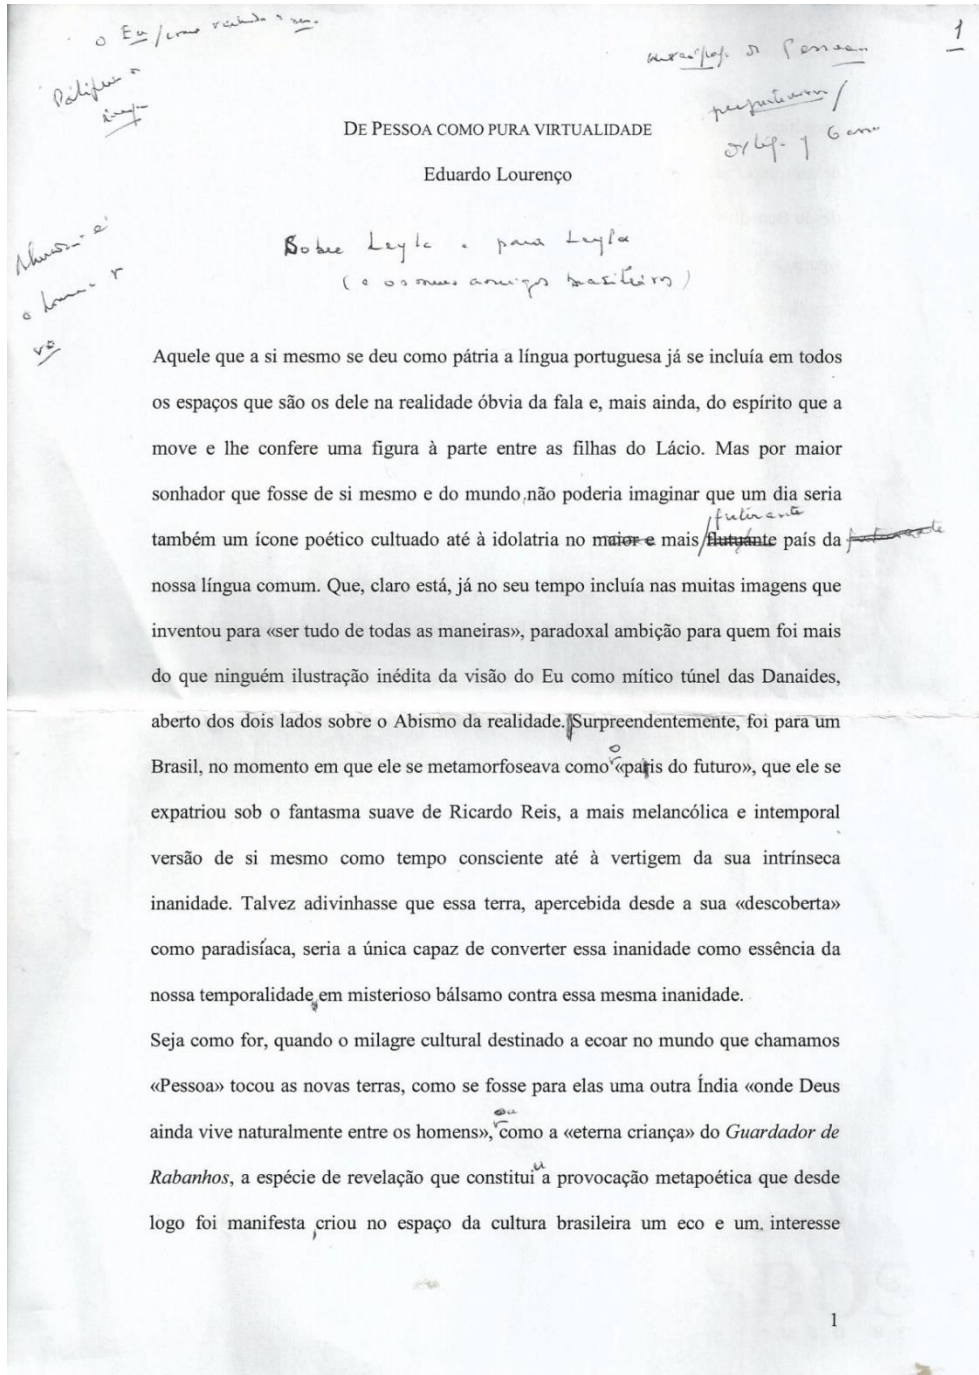 1
o Eu / como
de Pessoa
DE PESSOA COMO PURA VIRTUALIDADE
Eduardo Lourenço
Sobre Leyla e para Leyla
(e os meus amigos brasileiros)
Aquele que a si mesmo se deu como pátria a língua portuguesa já se incluía em todos
os espaços que são os dele na realidade óbvia da fala e, mais ainda, do espírito que a
move e lhe confere uma figura à parte entre as filhas do Lácio. Mas por maior
sonhador que fosse de si mesmo e do mundo, não poderia imaginar que um dia seria
futurante
também um ícone poético cultuado até à idolatria no maior e mais flutuante país da
nossa língua comum. Que, claro está, já no seu tempo incluía nas muitas imagens que
inventou para «ser tudo de todas as maneiras», paradoxal ambição para quem foi mais
do que ninguém ilustração inédita da visão do Eu como mítico túnel das Danaides,
aberto dos dois lados sobre o Abismo da realidade. Surpreendentemente, foi para um
o
Brasil, no momento em que ele se metamorfoseava como «paris do futuro», que ele se
expatriou sob o fantasma suave de Ricardo Reis, a mais melancólica e intemporal
versão de si mesmo como tempo consciente até à vertigem da sua intrínseca
inanidade. Talvez adivinhasse que essa terra, apercebida desde a sua «descoberta»
como paradisíaca, seria a única capaz de converter essa inanidade como essência da
nossa temporalidade, em misterioso bálsamo contra essa mesma inanidade.
Seja como for, quando o milagre cultural destinado a ecoar no mundo que chamamos
«Pessoa» tocou as novas terras, como se fosse para elas uma outra Índia «onde Deus
ou
ainda vive naturalmente entre os homens», como a «eterna criança» do Guardador de
u
Rabanhos, a espécie de revelação que constitui a provocação metapoética que desde
logo foi manifesta, criou no espaço da cultura brasileira um eco e um. interesse
1